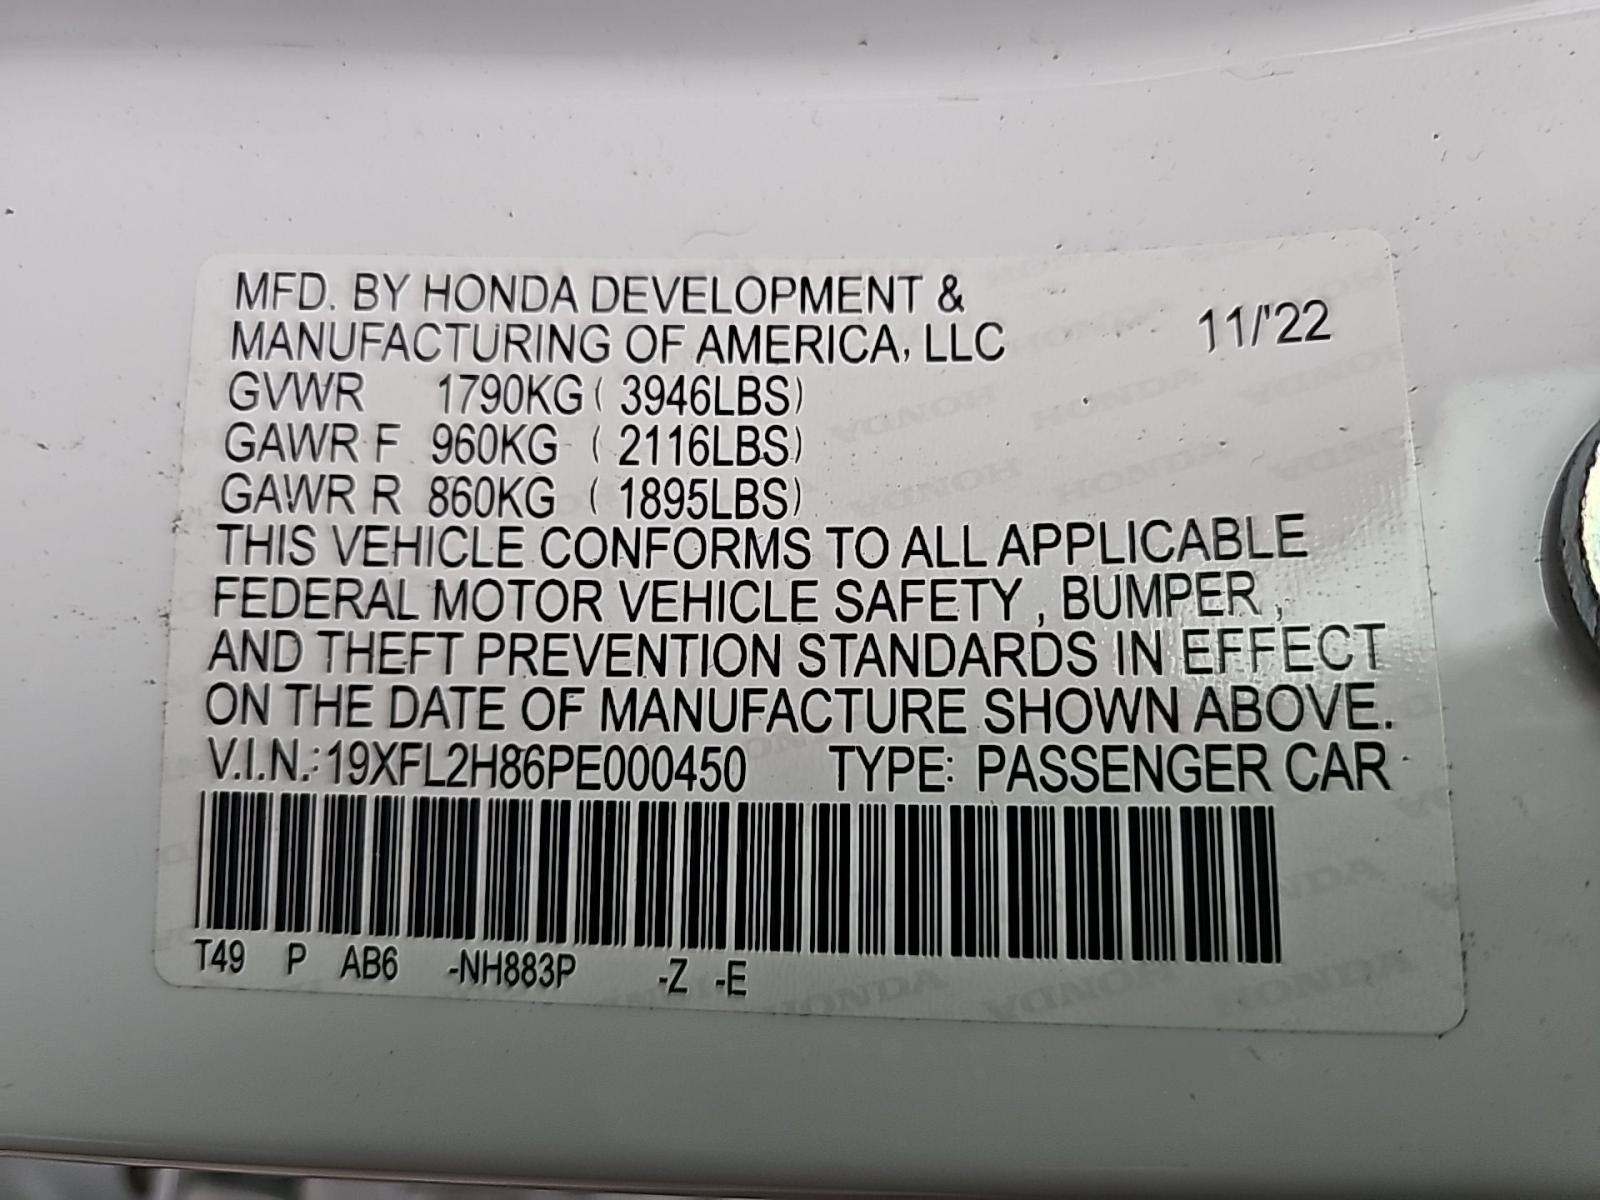 MFD. BY HONDA DEVELOPMENT &
MANUFACTURING OF AMERICA, LLC 11/'22
GVWR 1790KG ( 3946LBS)
GAWR F 960KG ( 2116LBS)
GAWR R 860KG ( 1895LBS)
THIS VEHICLE CONFORMS TO ALL APPLICABLE
FEDERAL MOTOR VEHICLE SAFETY , BUMPER ,
AND THEFT PREVENTION STANDARDS IN EFFECT
ON THE DATE OF MANUFACTURE SHOWN ABOVE.
V.I.N.: 19XFL2H86PE000450 TYPE: PASSENGER CAR
T49 P AB6 -NH883P -Z -E